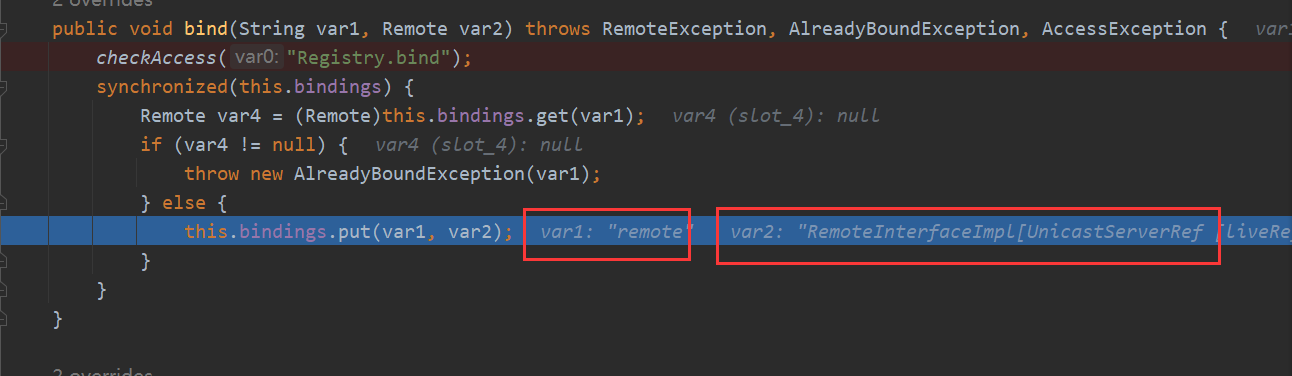 2 overrides
public void bind(String var1, Remote var2) throws RemoteException, AlreadyBoundException, AccessException {   var1
checkAccess( var0: "Registry.bind");
synchronized(this.bindings) {
Remote var4 = (Remote)this.bindings.get(var1);   var4 (slot_4): null
if (var4 != null) {   var4 (slot_4): null
throw new AlreadyBoundException(var1);
} else {
this.bindings.put(var1, var2);   var1: "remote"   var2: "RemoteInterfaceImpl[UnicastServerRef [liveRe
}
}
}
2 overrides